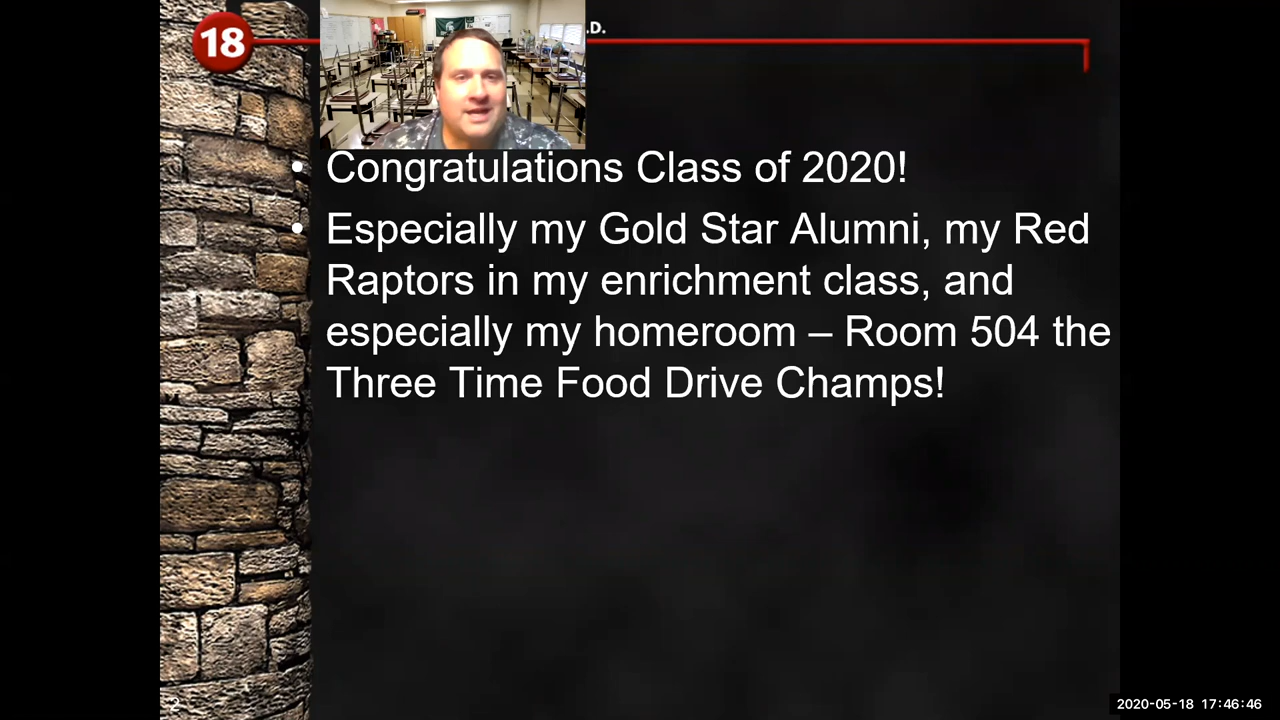 18
.D.
• Congratulations Class of 2020!
• Especially my Gold Star Alumni, my Red
Raptors in my enrichment class, and
especially my homeroom – Room 504 the
Three Time Food Drive Champs!
2
2020-05-18 17:46:46